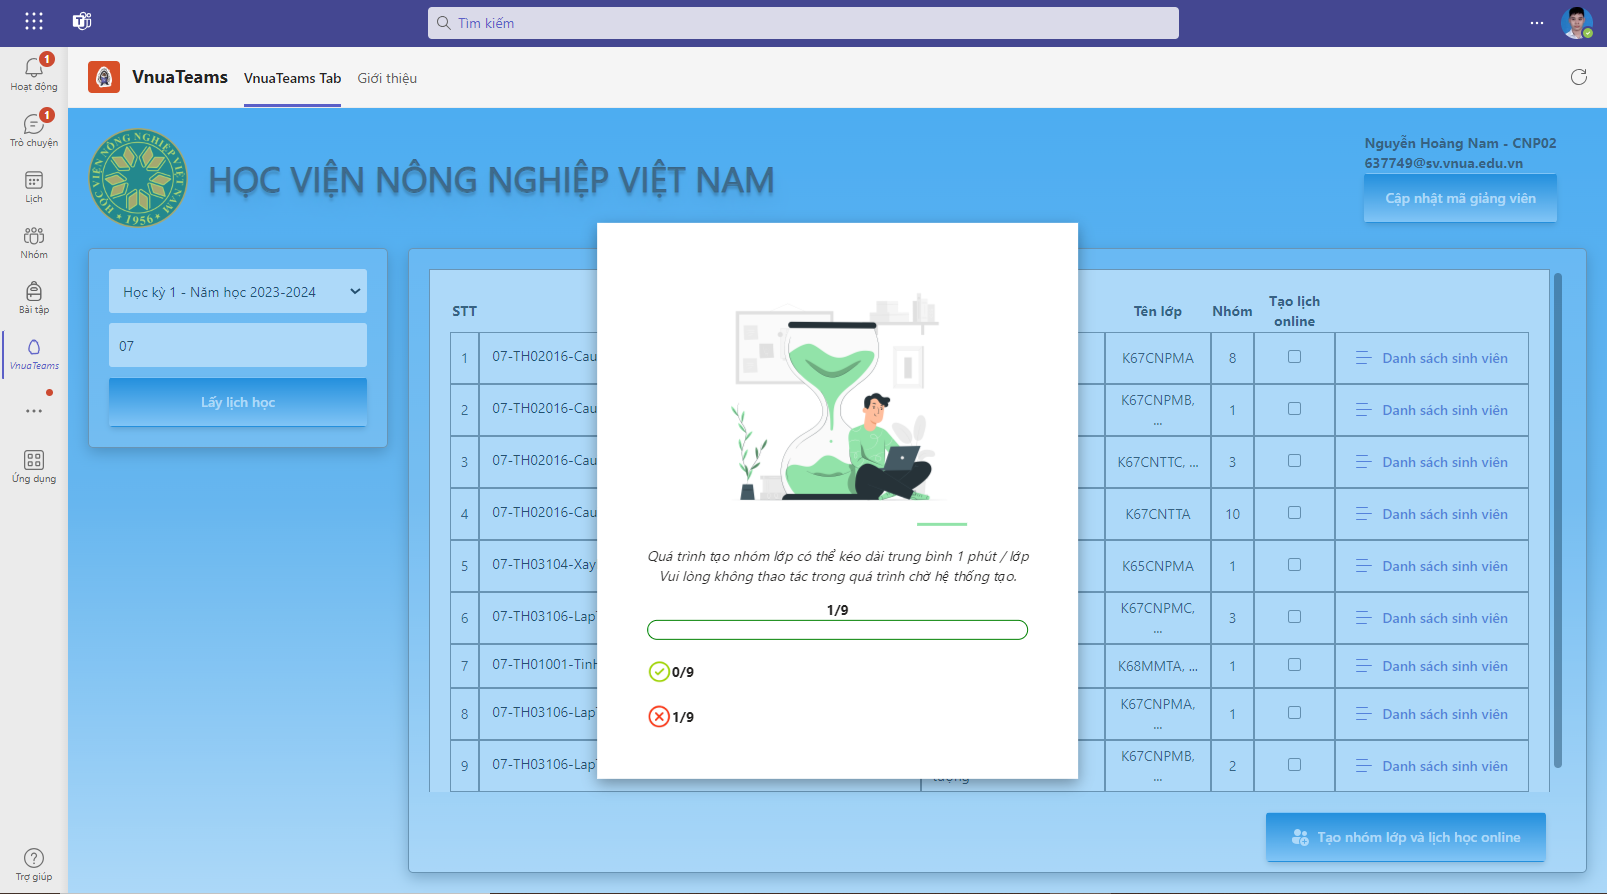 Tìm kiếm
1
Hoạt động
1
Trò chuyện
Lịch
Nhóm
Bài tập
VnuaTeams
Ứng dụng
Trợ giúp
VnuaTeams
VnuaTeams Tab
Giới thiệu
HỌC VIỆN NÔNG NGHIỆP VIỆT NAM
1956
HỌC VIỆN NÔNG NGHIỆP VIỆT NAM
Nguyễn Hoàng Nam - CNP02
637749@sv.vnua.edu.vn
Cập nhật mã giảng viên
Học kỳ 1 - Năm học 2023-2024
07
Lấy lịch học
STT Tên lớp Nhóm Tạo lịch online
1 07-TH02016-Cau K67CNPMA 8 Danh sách sinh viên
2 07-TH02016-Cau K67CNPMB, ... 1 Danh sách sinh viên
3 07-TH02016-Cau K67CNTTC, ... 3 Danh sách sinh viên
4 07-TH02016-Cau K67CNTTA 10 Danh sách sinh viên
5 07-TH03104-Xay K65CNPMA 1 Danh sách sinh viên
6 07-TH03106-Lap K67CNPMC, ... 3 Danh sách sinh viên
7 07-TH01001-Tinh K68MMTA, ... 1 Danh sách sinh viên
8 07-TH03106-Lap K67CNPMA, ... 1 Danh sách sinh viên
9 07-TH03106-Lap K67CNPMB, ... 2 Danh sách sinh viên
tượng
Quá trình tạo nhóm lớp có thể kéo dài trung bình 1 phút / lớp
Vui lòng không thao tác trong quá trình chờ hệ thống tạo.
1/9
0/9
1/9
Tạo nhóm lớp và lịch học online